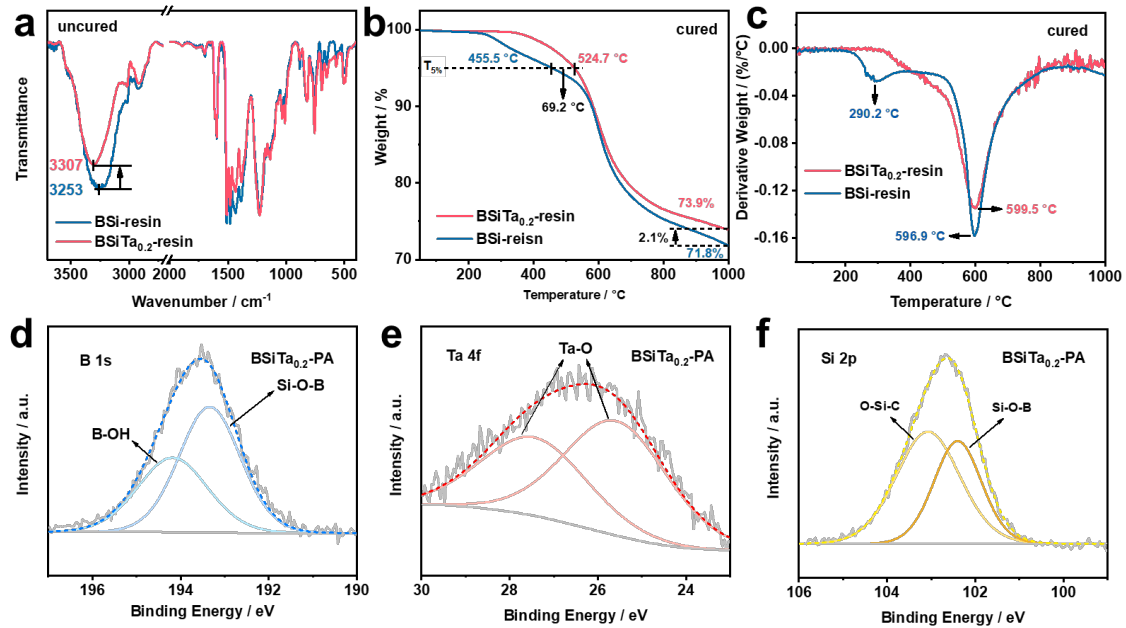 a
uncured
3307
3253
BSi-resin
BSiTa0.2-resin
Transmittance
3500 3000 2000 1500 1000 500
Wavenumber / cm-1
b
cured
455.5 °C
524.7 °C
T5%
69.2 °C
73.9%
2.1%
71.8%
BSiTa0.2-resin
BSi-reisn
Weight / %
100
90
80
70
0 200 400 600 800 1000
Temperature / °C
c
cured
290.2 °C
BSiTa0.2-resin
BSi-resin
599.5 °C
596.9 °C
Derivative Weight (%/°C)
0.00
-0.04
-0.08
-0.12
-0.16
0 200 400 600 800 1000
Temperature / °C
d
B 1s
BSiTa0.2-PA
Si-O-B
B-OH
Intensity / a.u.
196 194 192 190
Binding Energy / eV
e
Ta 4f
Ta-O
BSiTa0.2-PA
Intensity / a.u.
30 28 26 24
Binding Energy / eV
f
Si 2p
BSiTa0.2-PA
O-Si-C
Si-O-B
Intensity / a.u.
106 104 102 100
Binding Energy / eV